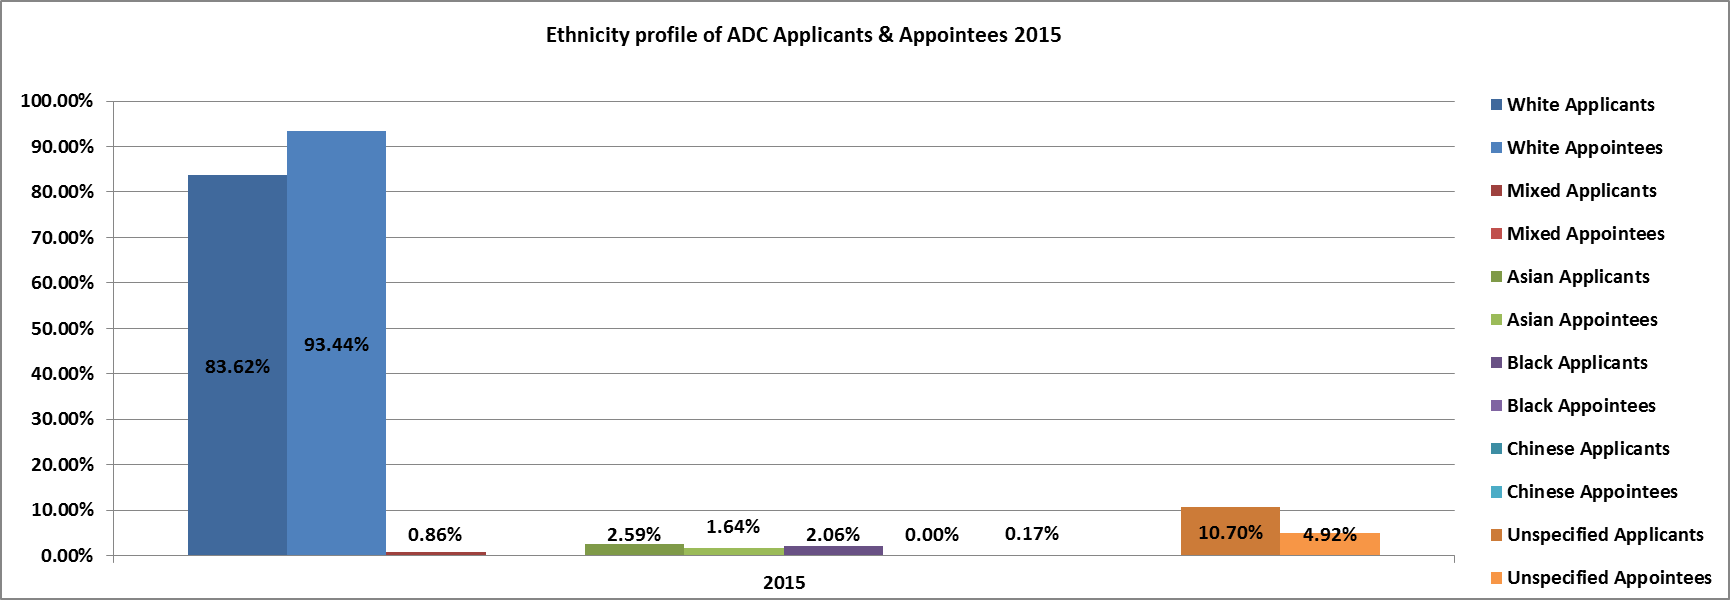 Ethnicity profile of ADC Applicants & Appointees 2015
100.00%
90.00%
80.00%
70.00%
60.00%
50.00%
40.00%
30.00%
20.00%
10.00%
0.00%
83.62%
93.44%
0.86%
2.59%
1.64%
2.06%
0.00%
0.17%
10.70%
4.92%
2015
White Applicants
White Appointees
Mixed Applicants
Mixed Appointees
Asian Applicants
Asian Appointees
Black Applicants
Black Appointees
Chinese Applicants
Chinese Appointees
Unspecified Applicants
Unspecified Appointees